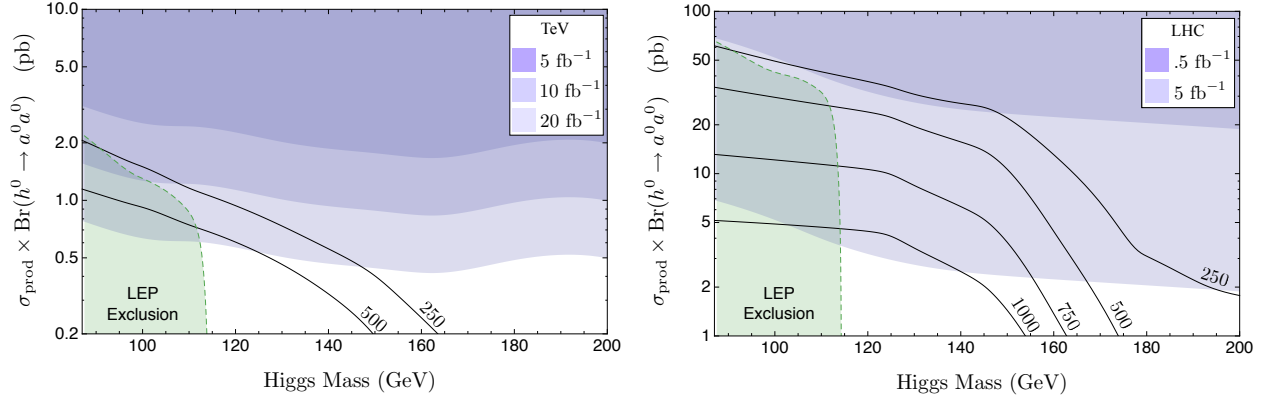 10.0
5.0
2.0
1.0
0.5
0.2
σprod × Br(h⁰ → a⁰a⁰) (pb)
TeV
5 fb⁻¹
10 fb⁻¹
20 fb⁻¹
LEP
Exclusion
500
250
100
120
140
160
180
200
Higgs Mass (GeV)
100
50
20
10
5
2
1
σprod × Br(h⁰ → a⁰a⁰) (pb)
LHC
.5 fb⁻¹
5 fb⁻¹
LEP
Exclusion
1000
750
500
250
100
120
140
160
180
200
Higgs Mass (GeV)